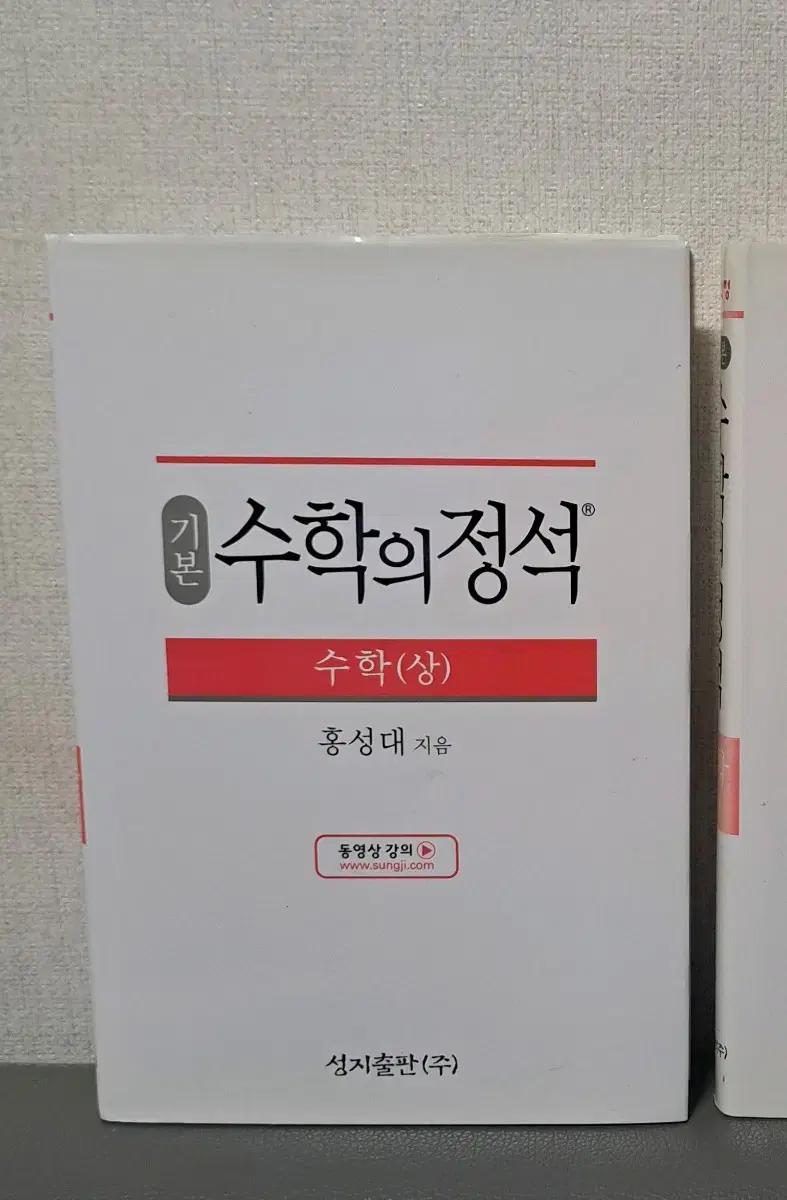 기본 수학의정석®
수학(상)
홍성대 지음
동영상 강의
www.sungji.com
성지출판(주)